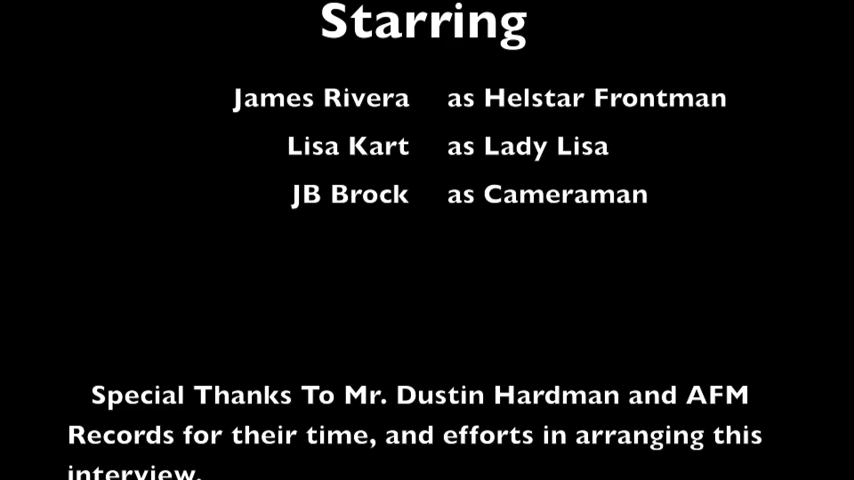 Starring
James Rivera as Helstar Frontman
Lisa Kart as Lady Lisa
JB Brock as Cameraman
Special Thanks To Mr. Dustin Hardman and AFM
Records for their time, and efforts in arranging this
interview.